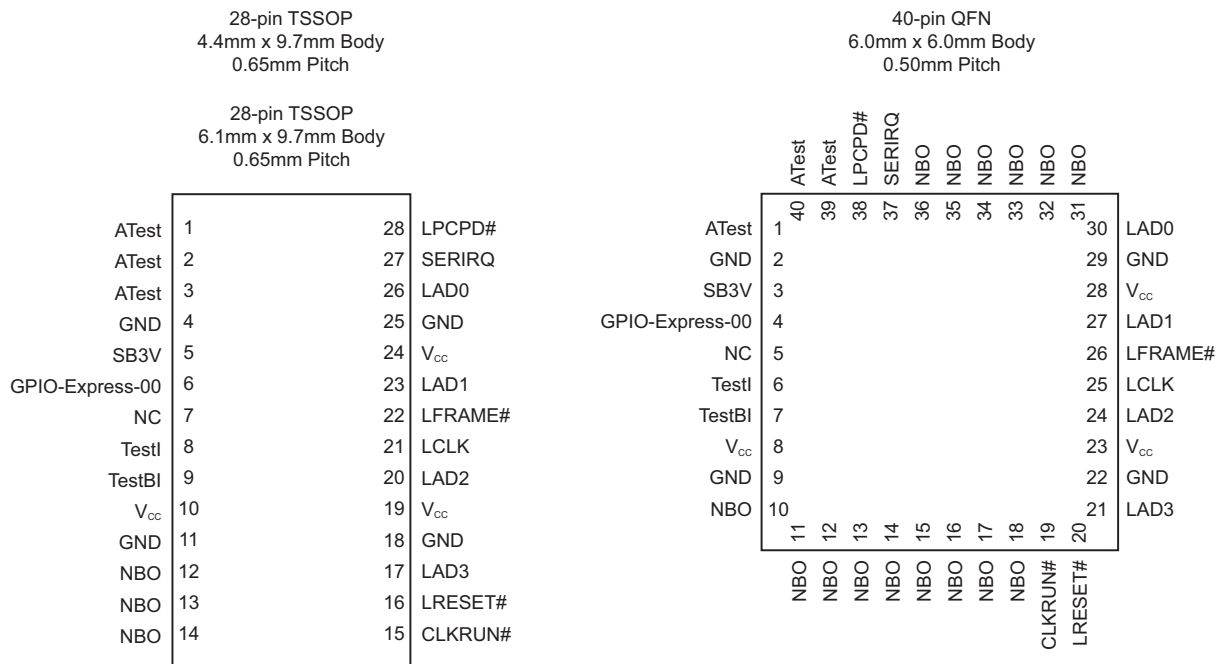 28-pin TSSOP
4.4mm x 9.7mm Body
0.65mm Pitch
28-pin TSSOP
6.1mm x 9.7mm Body
0.65mm Pitch
ATest 1 28 LPCPD#
ATest 2 27 SERIRQ
ATest 3 26 LAD0
GND 4 25 GND
SB3V 5 24 Vcc
GPIO-Express-00 6 23 LAD1
NC 7 22 LFRAME#
TestI 8 21 LCLK
TestBI 9 20 LAD2
Vcc 10 19 Vcc
GND 11 18 GND
NBO 12 17 LAD3
NBO 13 16 LRESET#
NBO 14 15 CLKRUN#
40-pin QFN
6.0mm x 6.0mm Body
0.50mm Pitch
ATest ATest LPCPD# SERIRQ NBO NBO NBO NBO NBO NBO
40 39 38 37 36 35 34 33 32 31
ATest 1 30 LAD0
GND 2 29 GND
SB3V 3 28 Vcc
GPIO-Express-00 4 27 LAD1
NC 5 26 LFRAME#
TestI 6 25 LCLK
TestBI 7 24 LAD2
Vcc 8 23 Vcc
GND 9 22 GND
NBO 10 21 LAD3
11 12 13 14 15 16 17 18 19 20
NBO NBO NBO NBO NBO NBO NBO NBO CLKRUN# LRESET#